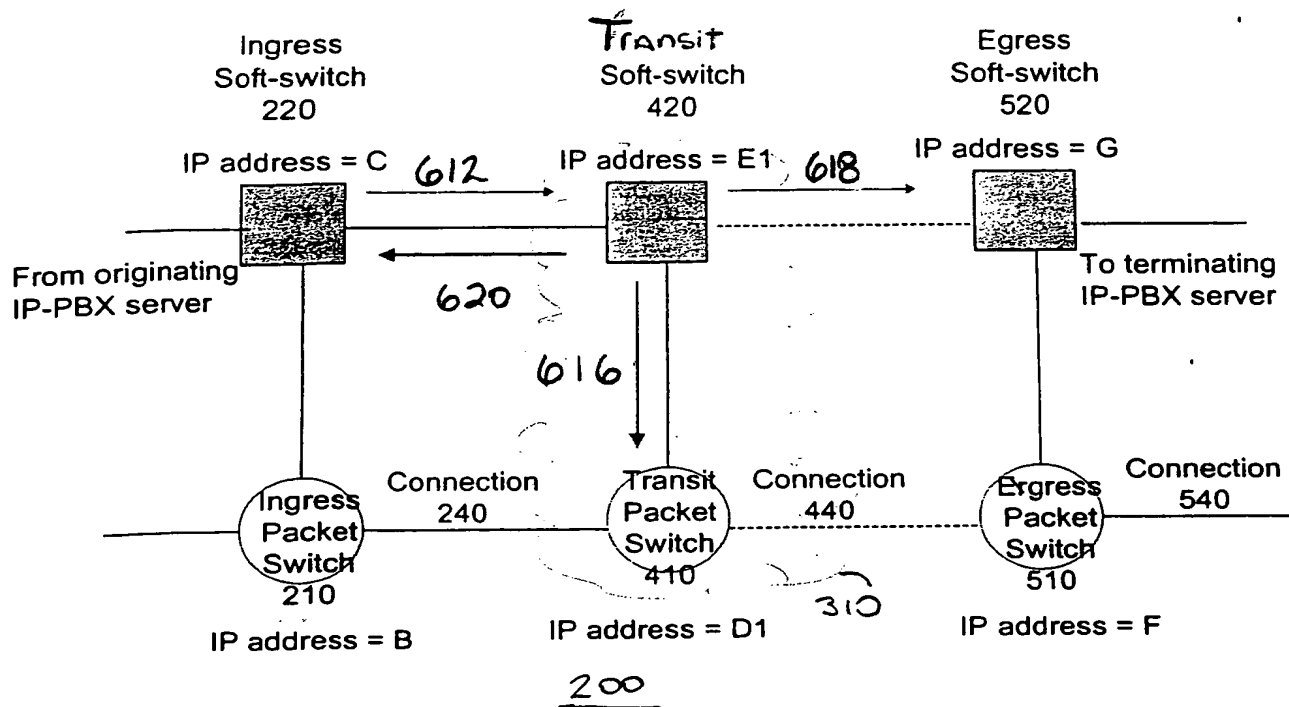 Ingress
Soft-switch
220
Transit
Soft-switch
420
Egress
Soft-switch
520
IP address = C
IP address = E1
IP address = G
612
618
From originating
IP-PBX server
620
To terminating
IP-PBX server
616
Ingress
Packet
Switch
210
Connection
240
Transit
Packet
Switch
410
Connection
440
Ergess
Packet
Switch
510
Connection
540
310
IP address = B
IP address = D1
IP address = F
200